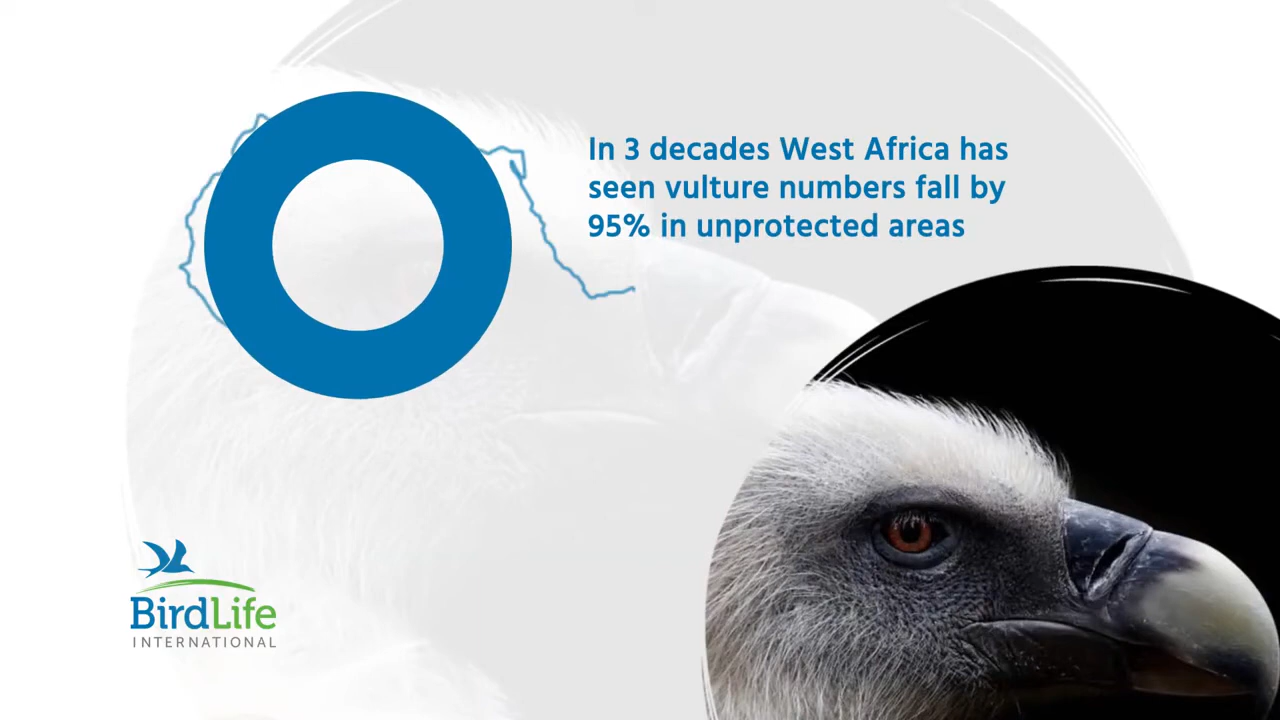 In 3 decades West Africa has
seen vulture numbers fall by
95% in unprotected areas
BirdLife
INTERNATIONAL